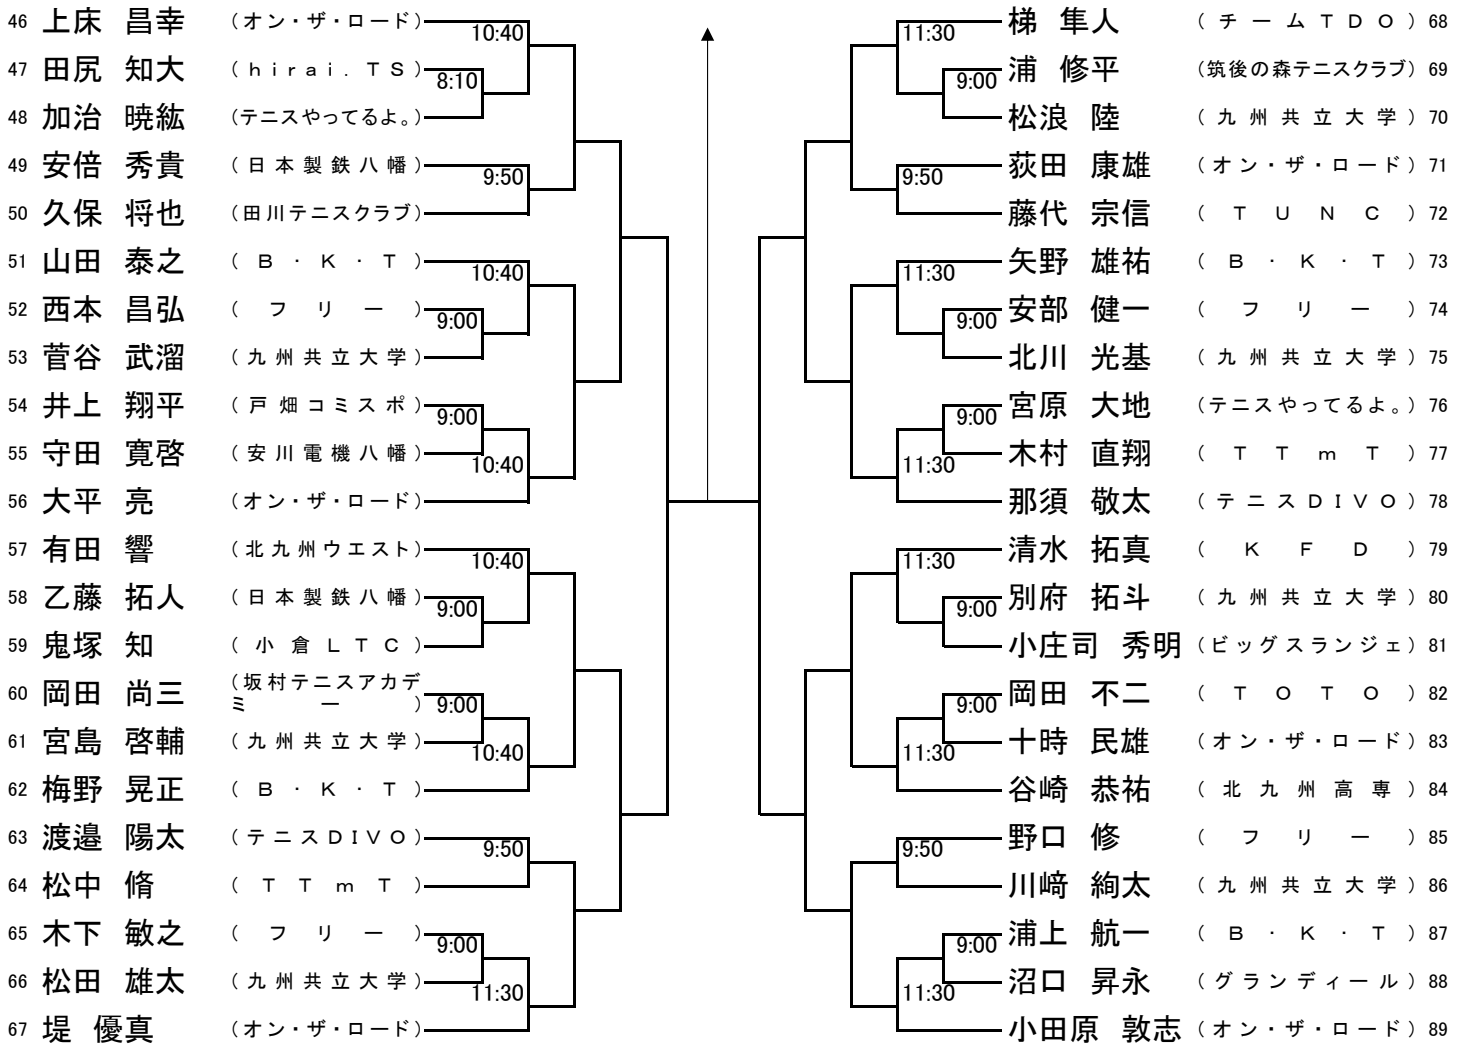 46 上床 昌幸 (オン・ザ・ロード) 10:40
47 田尻 知大 (hirai.TS) 8:10
48 加治 暁紘 (テニスやってるよ。)
49 安倍 秀貴 (日本製鉄八幡) 9:50
50 久保 将也 (田川テニスクラブ)
51 山田 泰之 (B・K・T) 10:40
52 西本 昌弘 (フリー) 9:00
53 菅谷 武溜 (九州共立大学)
54 井上 翔平 (戸畑コミスポ) 9:00
55 守田 寛啓 (安川電機八幡) 10:40
56 大平 亮 (オン・ザ・ロード)
57 有田 響 (北九州ウエスト) 10:40
58 乙藤 拓人 (日本製鉄八幡) 9:00
59 鬼塚 知 (小倉LTC)
60 岡田 尚三 (坂村テニスアカデミー) 9:00
61 宮島 啓輔 (九州共立大学) 10:40
62 梅野 晃正 (B・K・T)
63 渡邉 陽太 (テニスDIVO) 9:50
64 松中 脩 (TTmT)
65 木下 敏之 (フリー) 9:00
66 松田 雄太 (九州共立大学) 11:30
67 堤 優真 (オン・ザ・ロード)
11:30 梯 隼人 (チームTDO) 68
9:00 浦 修平 (筑後の森テニスクラブ) 69
松浪 陸 (九州共立大学) 70
9:50 荻田 康雄 (オン・ザ・ロード) 71
藤代 宗信 (TUNC) 72
11:30 矢野 雄祐 (B・K・T) 73
9:00 安部 健一 (フリー) 74
北川 光基 (九州共立大学) 75
9:00 宮原 大地 (テニスやってるよ。) 76
11:30 木村 直翔 (TTmT) 77
那須 敬太 (テニスDIVO) 78
11:30 清水 拓真 (KFD) 79
9:00 別府 拓斗 (九州共立大学) 80
小庄司 秀明 (ビッグスランジェ) 81
9:00 岡田 不二 (TOTO) 82
11:30 十時 民雄 (オン・ザ・ロード) 83
谷崎 恭祐 (北九州高専) 84
9:50 野口 修 (フリー) 85
川﨑 絢太 (九州共立大学) 86
9:00 浦上 航一 (B・K・T) 87
11:30 沼口 昇永 (グランディール) 88
小田原 敦志 (オン・ザ・ロード) 89